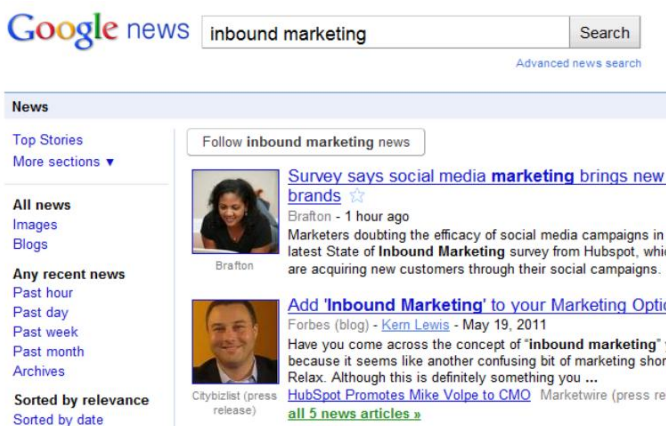 Google news
inbound marketing
Search
Advanced news search
News
Top Stories
More sections ▼
All news
Images
Blogs
Any recent news
Past hour
Past day
Past week
Past month
Archives
Sorted by relevance
Sorted by date
Follow inbound marketing news
Survey says social media marketing brings new
brands ☆
Brafton - 1 hour ago
Marketers doubting the efficacy of social media campaigns in
latest State of Inbound Marketing survey from Hubspot,
are acquiring new customers through their social campaigns.
Brafton
Add 'Inbound Marketing' to your Marketing
Forbes (blog) - Kern Lewis - May 19, 2011
Have you come across the concept of "inbound marketing"
because it seems like another confusing bit of marketing
Relax. Although this is definitely something you ...
HubSpot Promotes Mike Volpe to CMO Marketwire (press
all 5 news articles »
Citybizlist (press
release)